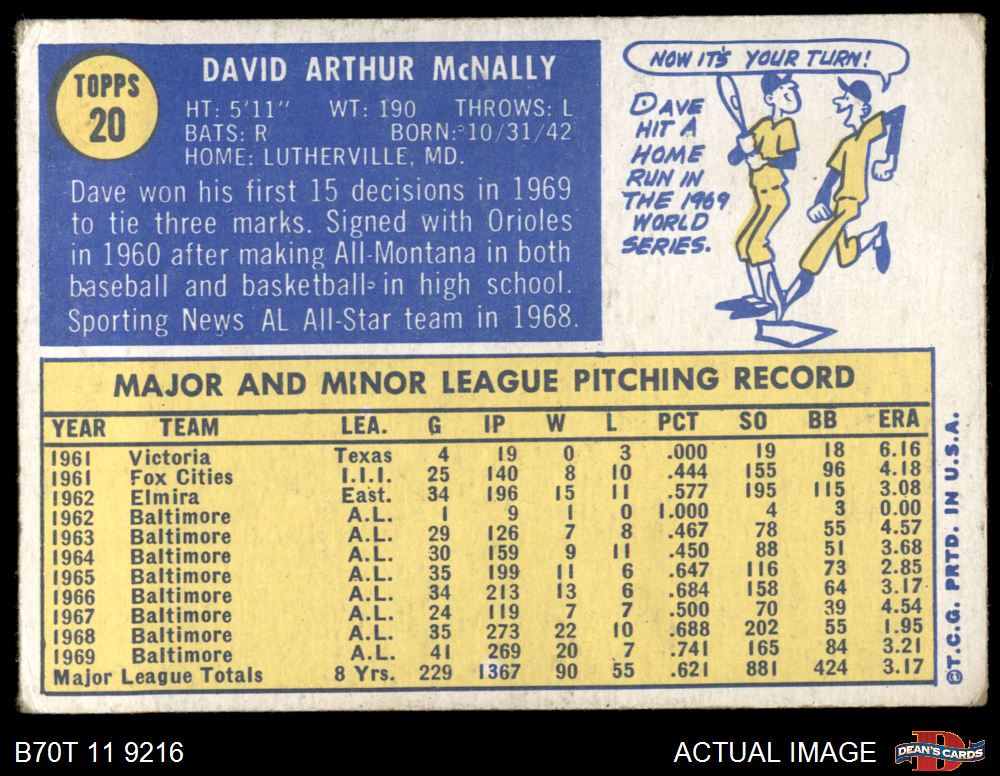 TOPPS
20
DAVID ARTHUR McNALLY
HT: 5'11" WT: 190 THROWS: L
BATS: R BORN: 10/31/42
HOME: LUTHERVILLE, MD.
Dave won his first 15 decisions in 1969
to tie three marks. Signed with Orioles
in 1960 after making All-Montana in both
baseball and basketball in high school.
Sporting News AL All-Star team in 1968.
NOW IT'S YOUR TURN!
DAVE
HIT A
HOME
RUN IN
THE 1969
WORLD
SERIES.
MAJOR AND MINOR LEAGUE PITCHING RECORD
YEAR TEAM LEA. G IP W L PCT SO BB ERA
1961 Victoria Texas 4 19 0 3 .000 19 18 6.16
1961 Fox Cities I.I.I. 25 140 8 10 .444 155 96 4.18
1962 Elmira East. 34 196 15 11 .577 195 115 3.08
1962 Baltimore A.L. 1 9 1 0 1.000 4 3 0.00
1963 Baltimore A.L. 29 126 7 8 .467 78 55 4.57
1964 Baltimore A.L. 30 159 9 11 .450 88 51 3.68
1965 Baltimore A.L. 35 199 11 6 .647 116 73 2.85
1966 Baltimore A.L. 34 213 13 6 .684 158 64 3.17
1967 Baltimore A.L. 24 119 7 7 .500 70 39 4.54
1968 Baltimore A.L. 35 273 22 10 .688 202 55 1.95
1969 Baltimore A.L. 41 269 20 7 .741 165 84 3.21
Major League Totals 8 Yrs. 229 1367 90 55 .621 881 424 3.17
©T.C.G. PRTD. IN U.S.A.
B70T 11 9216
ACTUAL IMAGE
DEAN'S CARDS